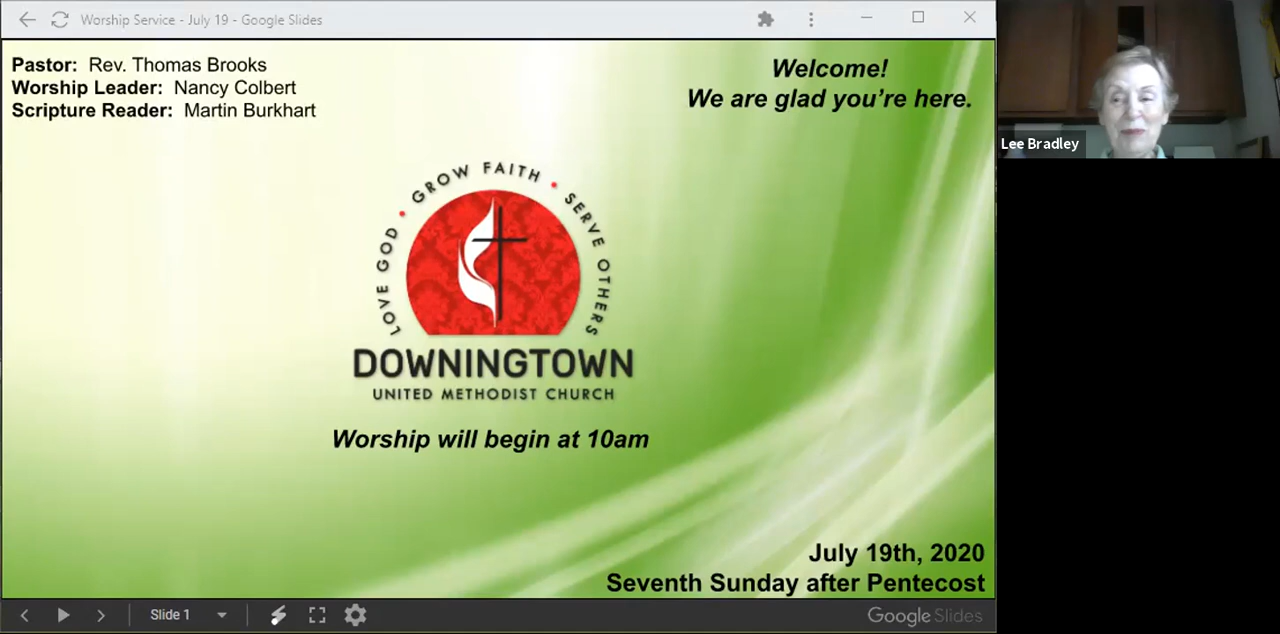 Worship Service - July 19 - Google Slides
Pastor: Rev. Thomas Brooks
Worship Leader: Nancy Colbert
Scripture Reader: Martin Burkhart
Welcome!
We are glad you're here.
Lee Bradley
LOVE GOD • GROW FAITH • SERVE OTHERS
DOWNINGTOWN
UNITED METHODIST CHURCH
Worship will begin at 10am
July 19th, 2020
Seventh Sunday after Pentecost
Slide 1
Google Slides